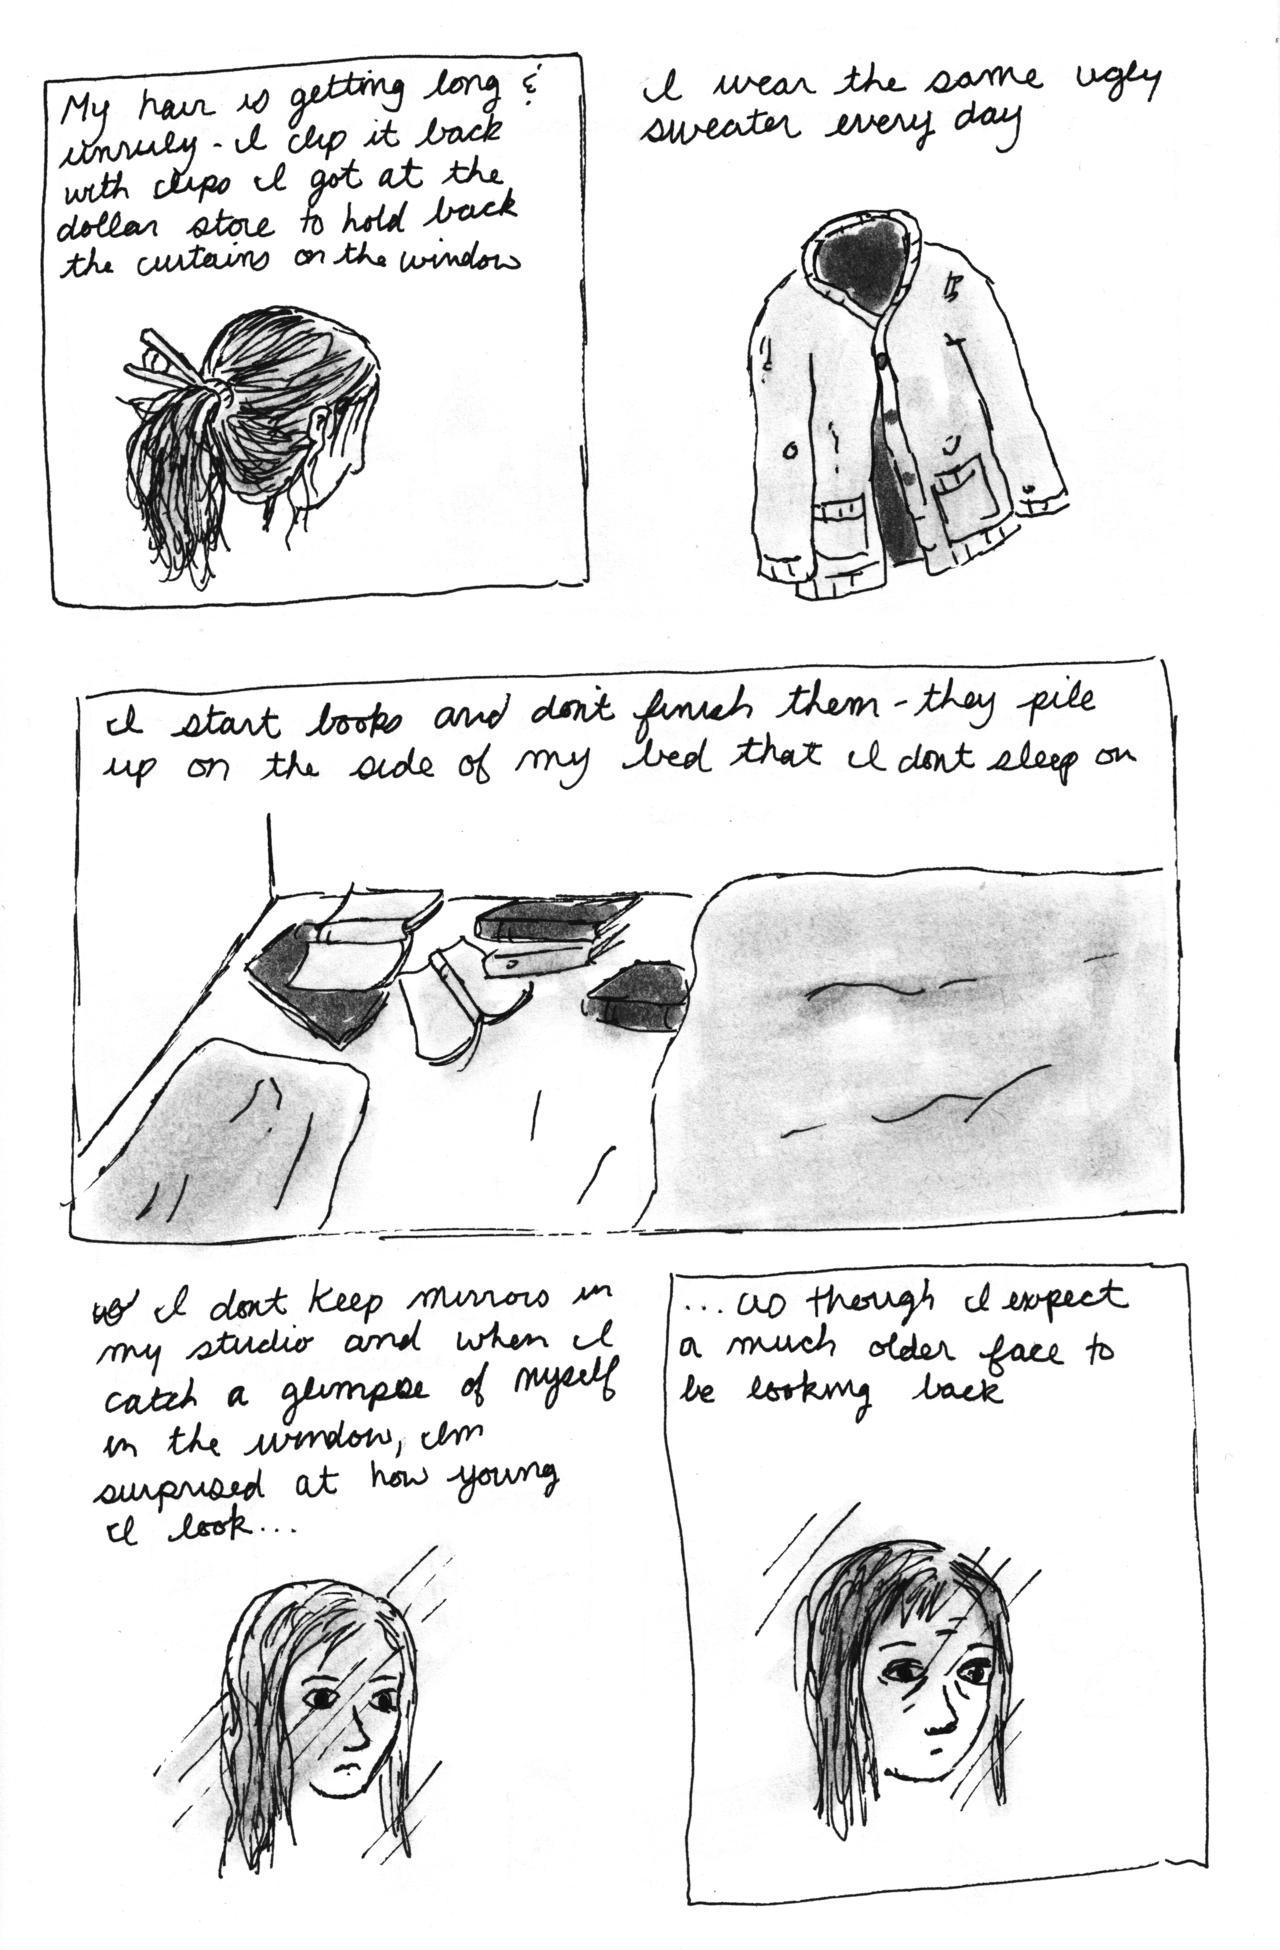 My hair is getting long &
unruly - I clip it back
with clips I got at the
dollar store to hold back
the curtains on the window
I wear the same ugly
sweater every day
I start books and don't finish them - they pile
up on the side of my bed that I dont sleep on
I dont keep mirrors in
my studio and when I
catch a glimpse of myself
in the window, Im
surprised at how young
I look...
... as though I expect
a much older face to
be looking back